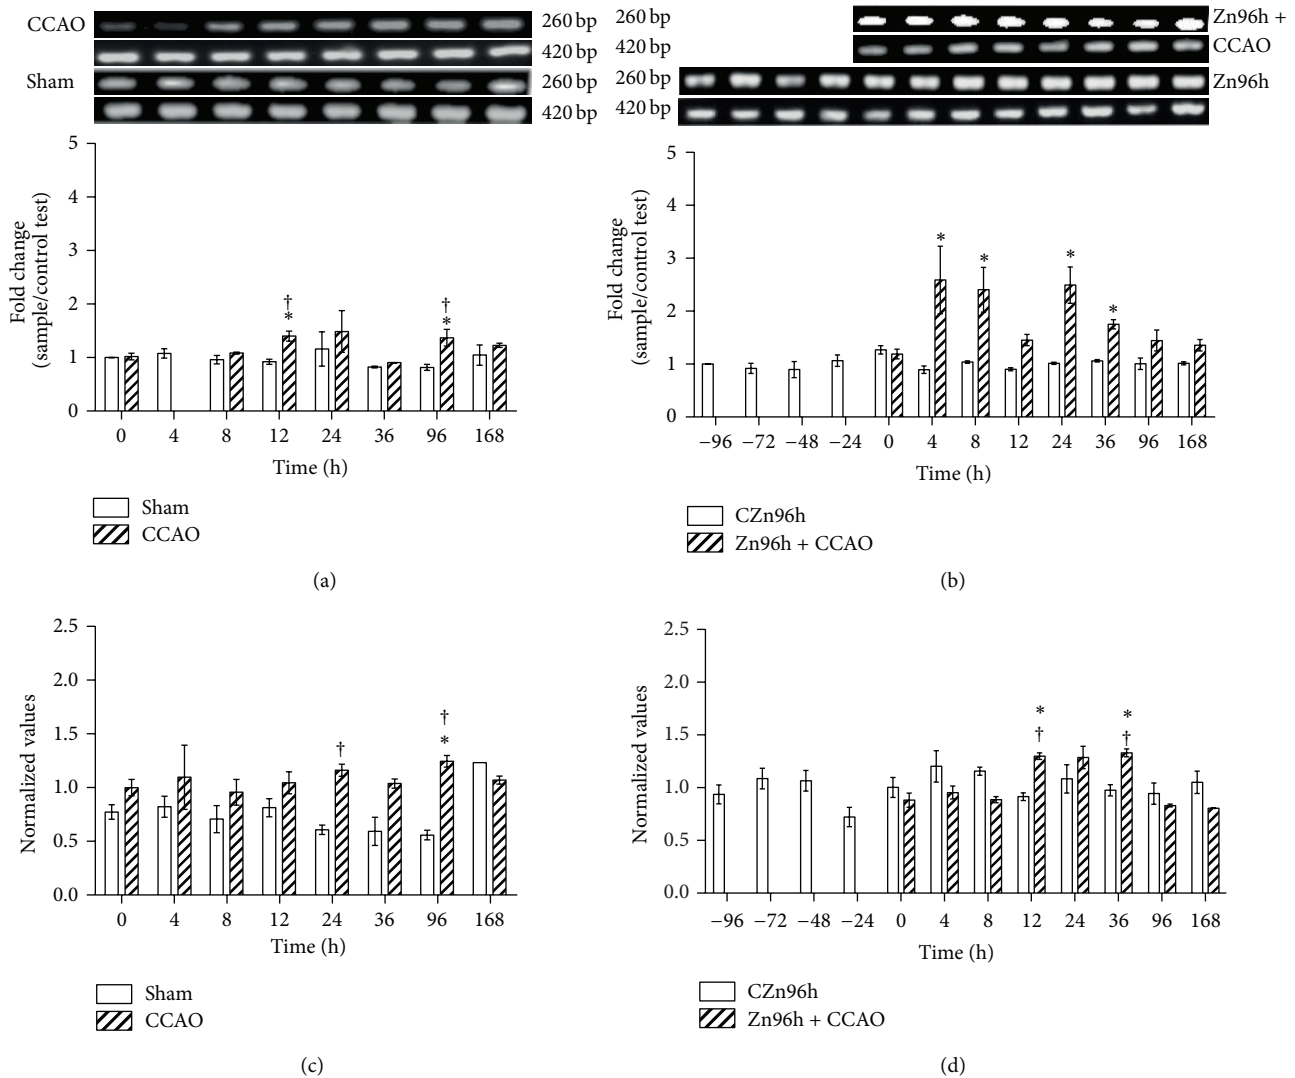 CCAO
260 bp
420 bp
Sham
260 bp
420 bp
5
4
3
2
1
0
Fold change
(sample/control test)
†
*
†
*
0 4 8 12 24 36 96 168
Time (h)
Sham
CCAO
(a)
260 bp
Zn96h +
420 bp
CCAO
260 bp
Zn96h
420 bp
5
4
3
2
1
0
Fold change
(sample/control test)
* * * *
−96 −72 −48 −24 0 4 8 12 24 36 96 168
Time (h)
CZn96h
Zn96h + CCAO
(b)
2.5
2.0
1.5
1.0
0.5
0.0
Normalized values
†
†
*
0 4 8 12 24 36 96 168
Time (h)
Sham
CCAO
(c)
2.5
2.0
1.5
1.0
0.5
0.0
Normalized values
* *
† †
−96 −72 −48 −24 0 4 8 12 24 36 96 168
Time (h)
CZn96h
Zn96h + CCAO
(d)